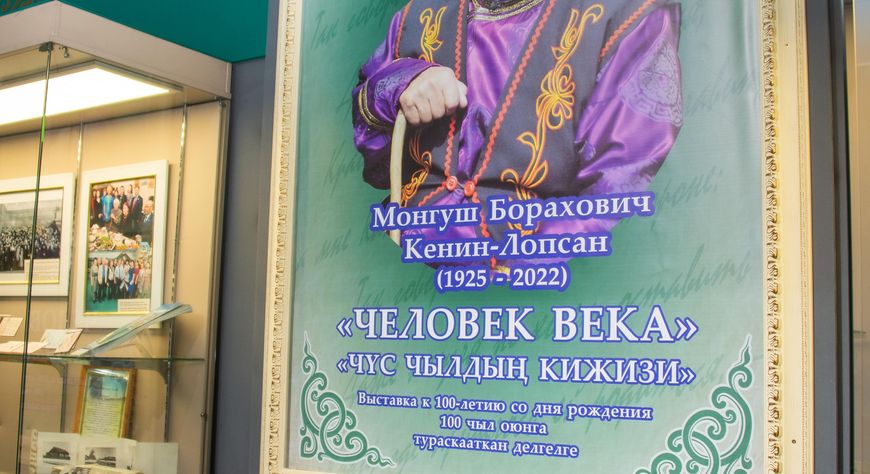 Монгуш Борахович
Кенин-Лопсан
(1925 - 2022)
«ЧЕЛОВЕК ВЕКА»
«ЧҮС ЧЫЛДЫҢ КИЖИЗИ»
Выставка к 100-летию со дня рождения
100 чыл оюнга
тураскааткан делгелге